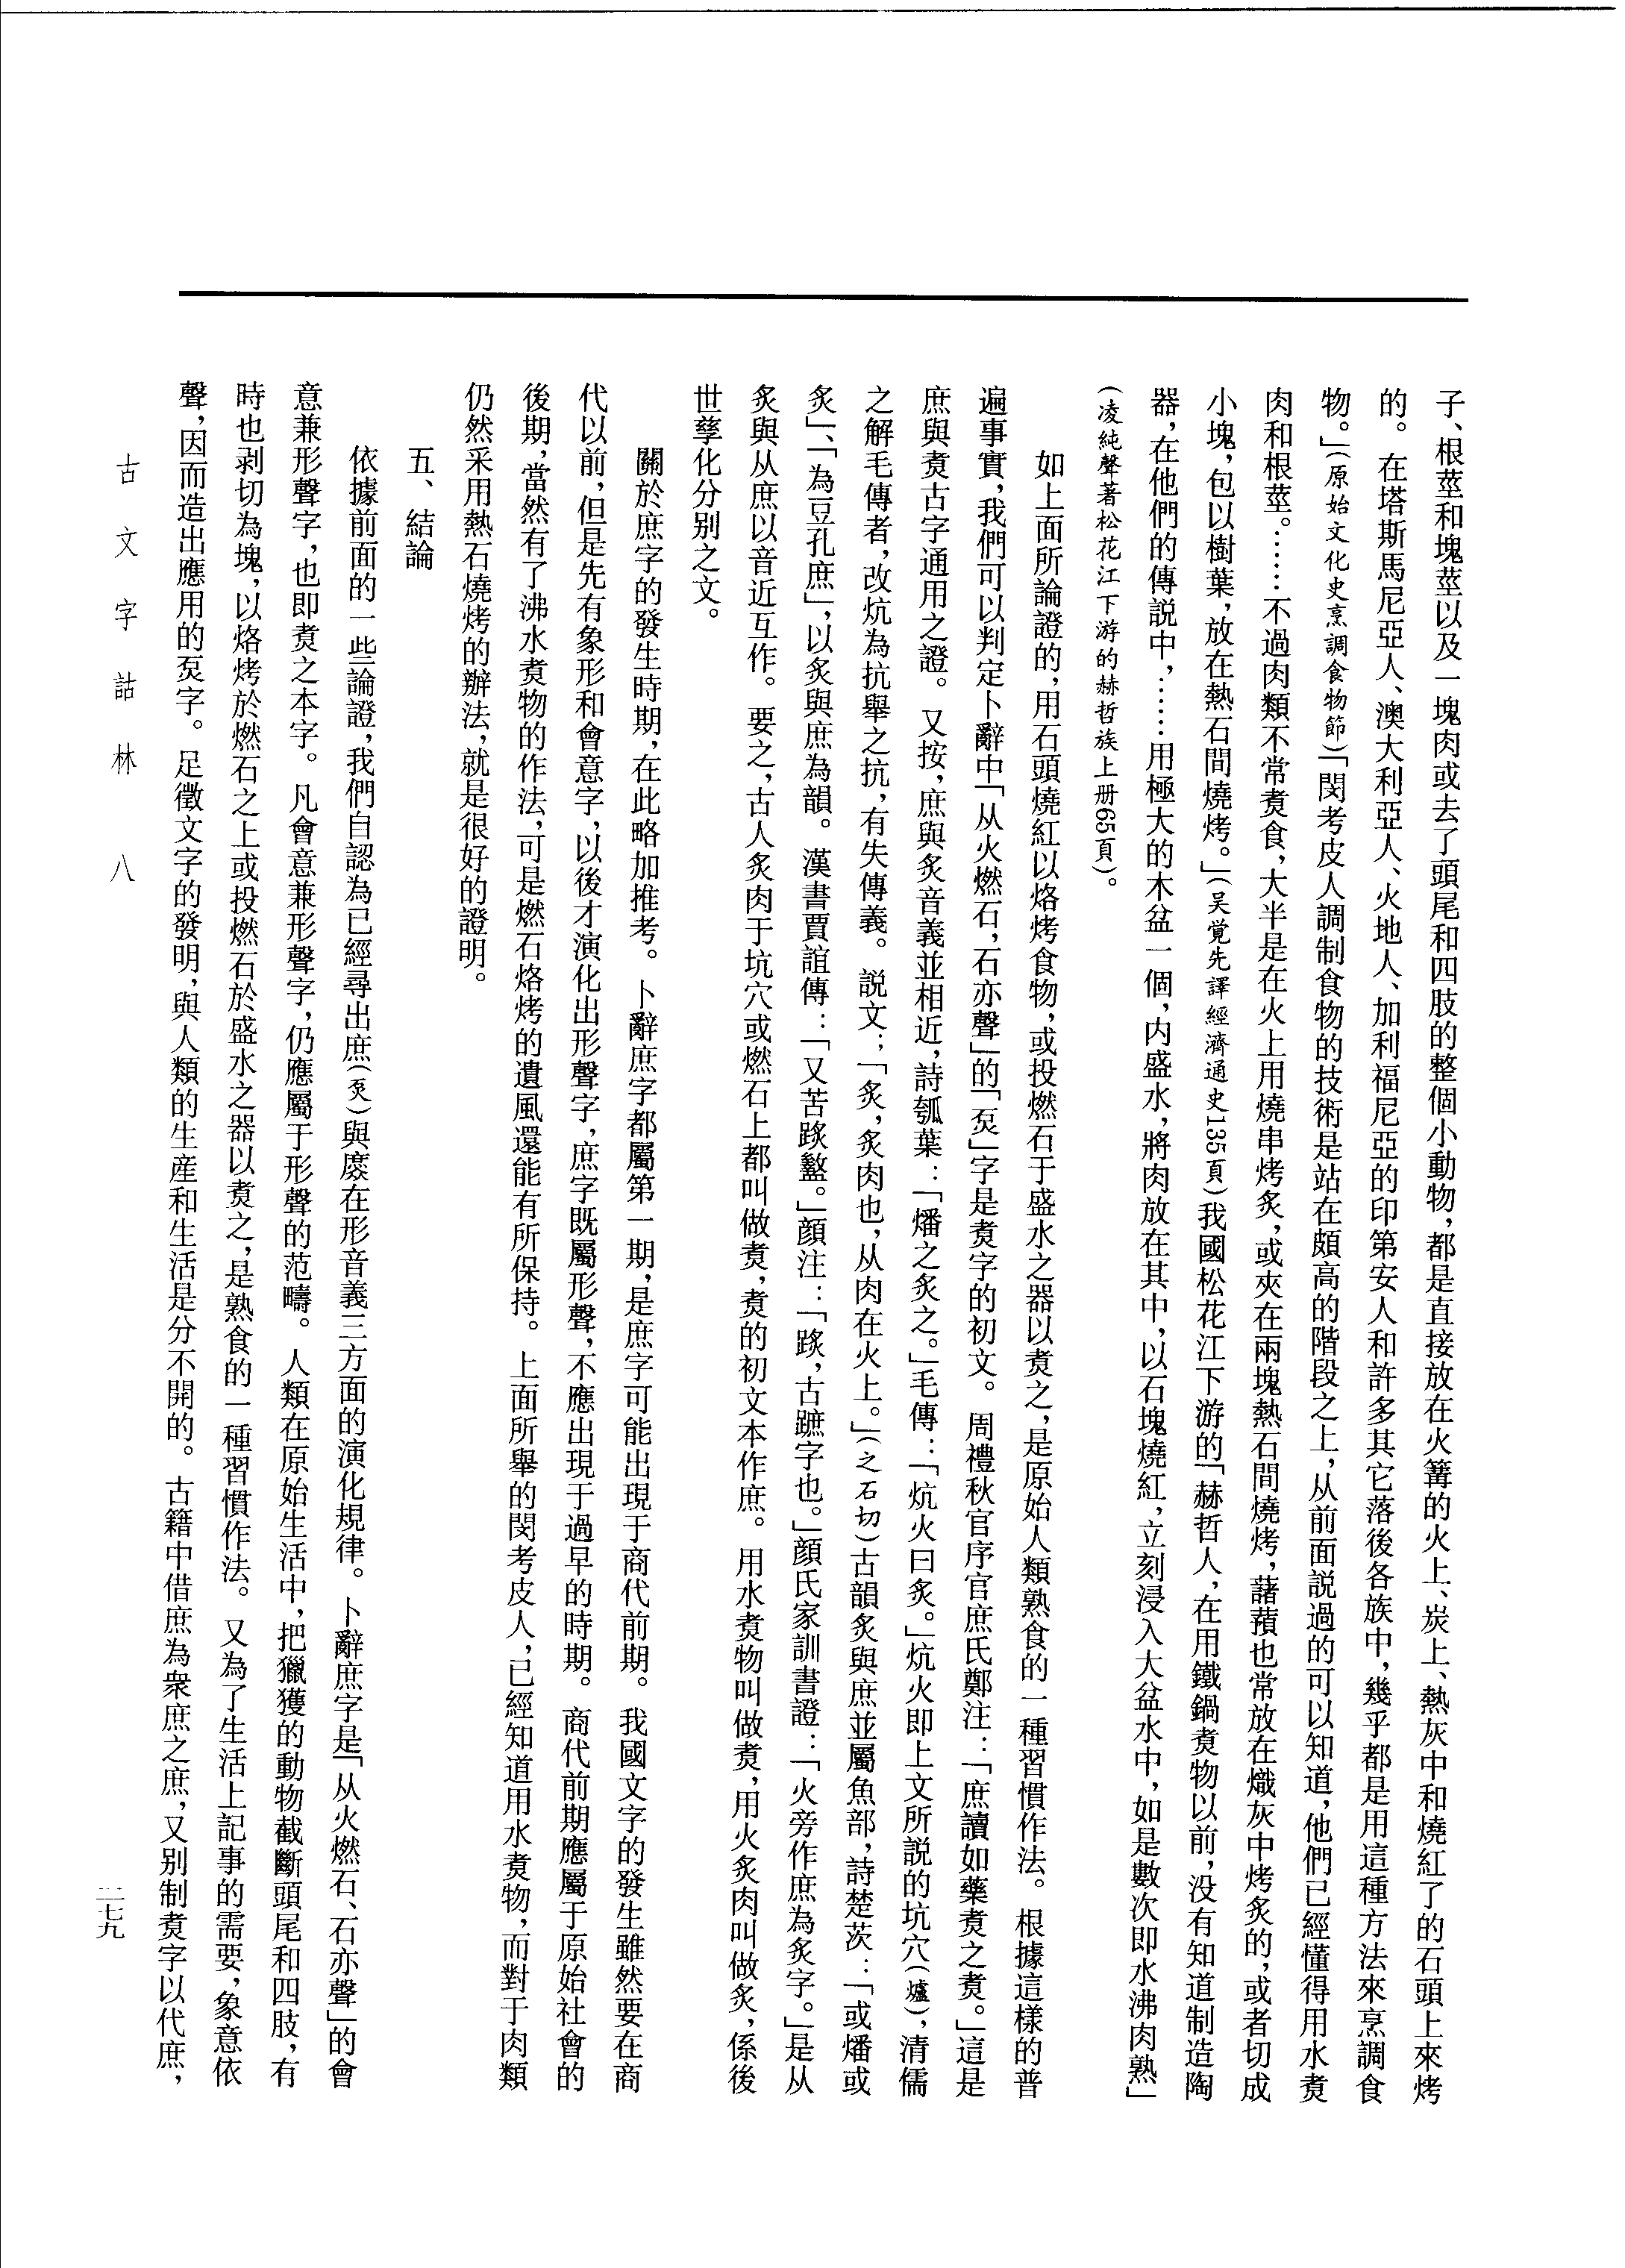 子、根莖和塊莖以及一塊肉或去了頭尾和四肢的整個小動物，都是直接放在火篝的火上、炭上、熱灰中和燒紅了的石頭上來烤
的。在塔斯馬尼亞人、澳大利亞人、火地人、加利福尼亞的印第安人和許多其它落後各族中，幾乎都是用這種方法來烹調食
物。」（原始文化史烹調食物節）「閔考皮人調制食物的技術是站在頗高的階段之上，从前面説過的可以知道，他們已經懂得用水煑
肉和根莖。……不過肉類不常煑食，大半是在火上用燒串烤炙，或夾在兩塊熱石間燒烤，藷蕷也常放在熾灰中烤炙的，或者切成
小塊，包以樹葉，放在熱石間燒烤。」（吴覺先譯經濟通史135頁）我國松花江下游的「赫哲人，在用鐵鍋煑物以前，没有知道制造陶
器，在他們的傳説中，……用極大的木盆一個，内盛水，將肉放在其中，以石塊燒紅，立刻浸入大盆水中，如是數次即水沸肉熟」
（凌純聲著松花江下游的赫哲族上册65頁）。
如上面所論證的，用石頭燒紅以烙烤食物，或投燃石于盛水之器以煑之，是原始人類熟食的一種習慣作法。根據這樣的普
遍事實，我們可以判定卜辭中「从火燃石，石亦聲」的「炗」字是煑字的初文。周禮秋官序官庶氏鄭注：「庶讀如藥煑之煑。」這是
庶與煑古字通用之證。又按，庶與炙音義並相近，詩瓠葉：「燔之炙之。」毛傳：「炕火曰炙。」炕火即上文所説的坑穴（爐），清儒
之解毛傳者，改炕為抗舉之抗，有失傳義。説文：「炙，炙肉也，从肉在火上。」（之石切）古韻炙與庶並屬魚部，詩楚茨：「或燔或
炙」、「為豆孔庶」，以炙與庶為韻。漢書賈誼傳：「又苦䠠盭。」顔注：「䠠，古蹠字也。」顔氏家訓書證：「火旁作庶為炙字。」是从
炙與从庶以音近互作。要之，古人炙肉于坑穴或燃石上都叫做煑，煑的初文本作庶。用水煑物叫做煑，用火炙肉叫做炙，係後
世孳化分别之文。
關於庶字的發生時期，在此略加推考。卜辭庶字都屬第一期，是庶字可能出現于商代前期。我國文字的發生雖然要在商
代以前，但是先有象形和會意字，以後才演化出形聲字，庶字既屬形聲，不應出現于過早的時期。商代前期應屬于原始社會的
後期，當然有了沸水煑物的作法，可是燃石烙烤的遺風還能有所保持。上面所舉的閔考皮人，已經知道用水煑物，而對于肉類
仍然采用熱石燒烤的辦法，就是很好的證明。
五、結論
依據前面的一些論證，我們自認為已經尋出庶（炗）與庻在形音義三方面的演化規律。卜辭庶字是「从火燃石、石亦聲」的會
意兼形聲字，也即煑之本字。凡會意兼形聲字，仍應屬于形聲的范疇。人類在原始生活中，把獵獲的動物截斷頭尾和四肢，有
時也剥切為塊，以烙烤於燃石之上或投燃石於盛水之器以煑之，是熟食的一種習慣作法。又為了生活上記事的需要，象意依
聲，因而造出應用的炗字。足徵文字的發明，與人類的生産和生活是分不開的。古籍中借庶為衆庶之庶，又别制煑字以代庶，
古文字詁林 八
二七九